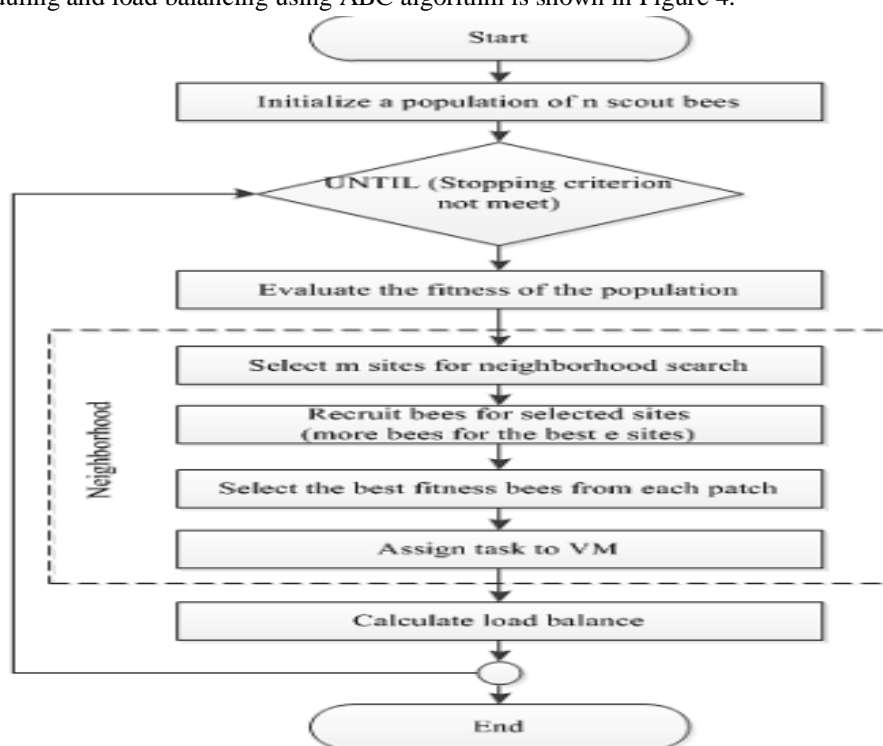 duling and load balancing using ABC algorithm is shown in Figure 4.
Start
Initialize a population of n scout bees
UNTIL (Stopping criterion
not meet)
Evaluate the fitness of the population
Neighborhood
Select m sites for neighborhood search
Recruit bees for selected sites
(more bees for the best e sites)
Select the best fitness bees from each patch
Assign task to VM
Calculate load balance
End